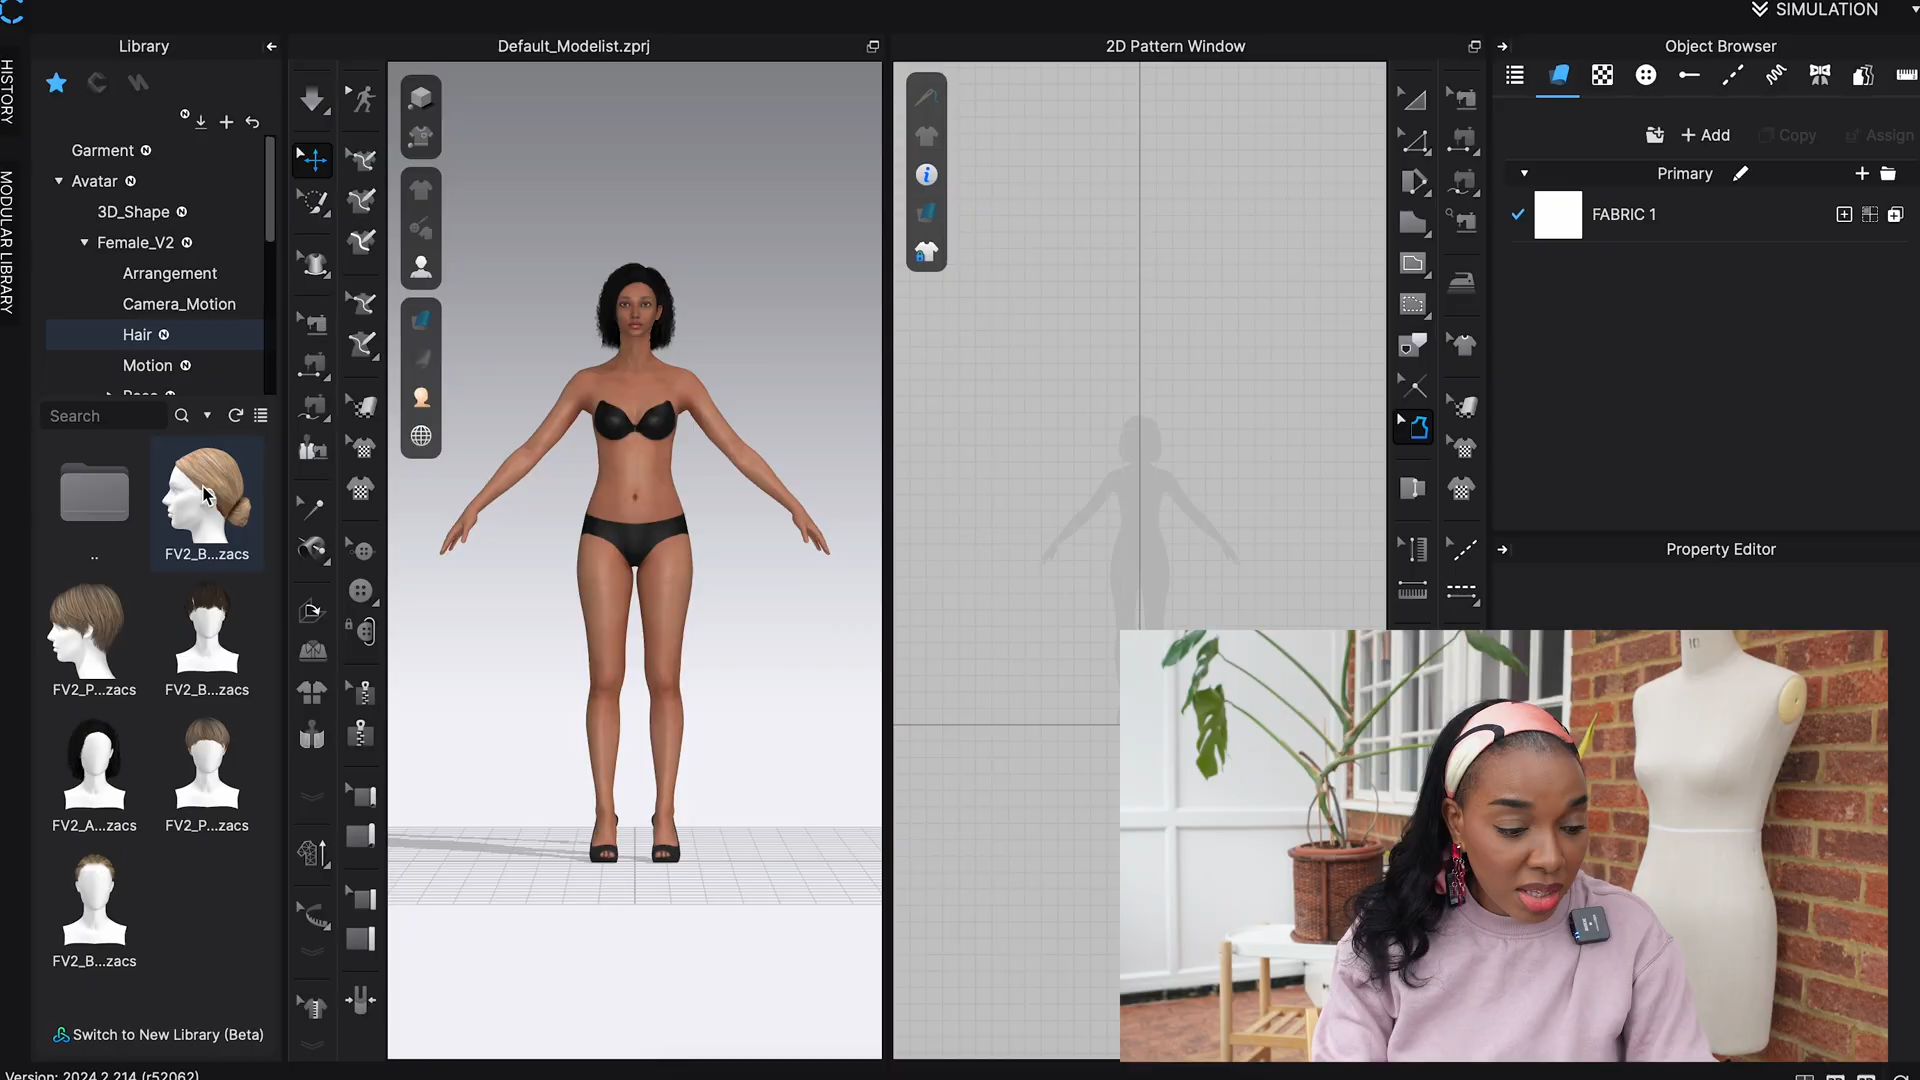 SIMULATION
Library
Default_Modelist.zprj
2D Pattern Window
Object Browser
HISTORY
MODULAR LIBRARY
Garment
Avatar
3D_Shape
Female_V2
Arrangement
Camera_Motion
Hair
Motion
Search
..
FV2_B...zacs
FV2_P...zacs
FV2_B...zacs
FV2_A...zacs
FV2_P...zacs
FV2_B...zacs
Switch to New Library (Beta)
Version: 2024.2.214 (r52062)
+ Add
Copy
Assign
Primary
FABRIC 1
Property Editor
10